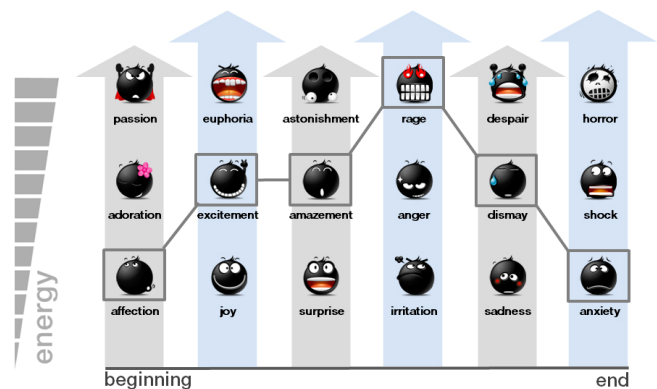 passion euphoria astonishment rage despair horror
adoration excitement amazement anger dismay shock
affection joy surprise irritation sadness anxiety
energy
beginning end